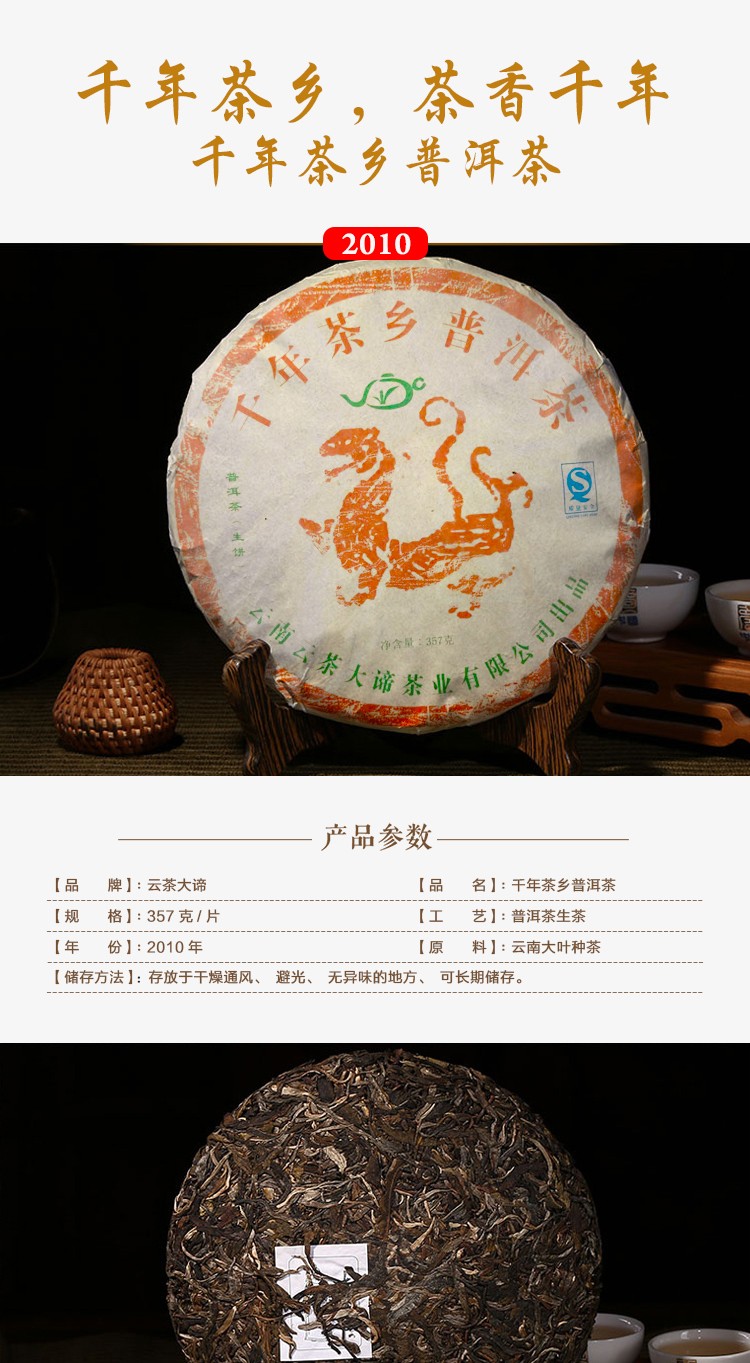 千年茶乡，茶香千年
千年茶乡普洱茶
2010
千年茶乡普洱茶
普洱茶·生饼
净含量：357克
云南云茶大谛茶业有限公司出品
产品参数
【品 牌】：云茶大谛 【品 名】：千年茶乡普洱茶
【规 格】：357 克 / 片 【工 艺】：普洱茶生茶
【年 份】：2010 年 【原 料】：云南大叶种茶
【储存方法】：存放于干燥通风、 避光、 无异味的地方、 可长期储存。